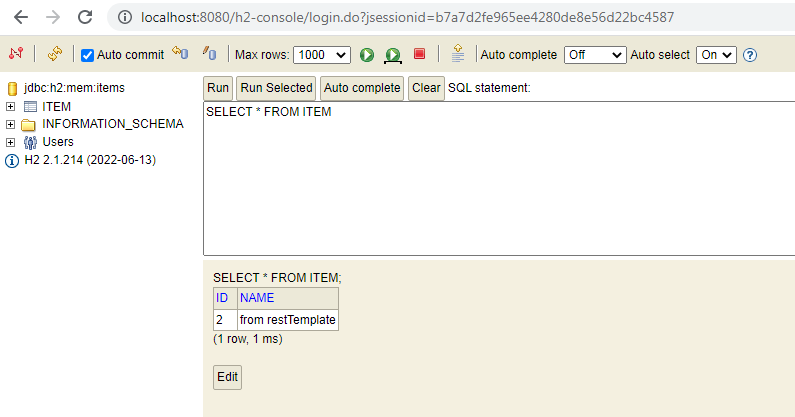 localhost:8080/h2-console/login.do?jsessionid=b7a7d2fe965ee4280de8e56d22bc4587
Auto commit Max rows: 1000 Auto complete Off Auto select On ?
jdbc:h2:mem:items
ITEM
INFORMATION_SCHEMA
Users
H2 2.1.214 (2022-06-13)
Run Run Selected Auto complete Clear SQL statement:
SELECT * FROM ITEM
SELECT * FROM ITEM;
ID NAME
2 from restTemplate
(1 row, 1 ms)
Edit